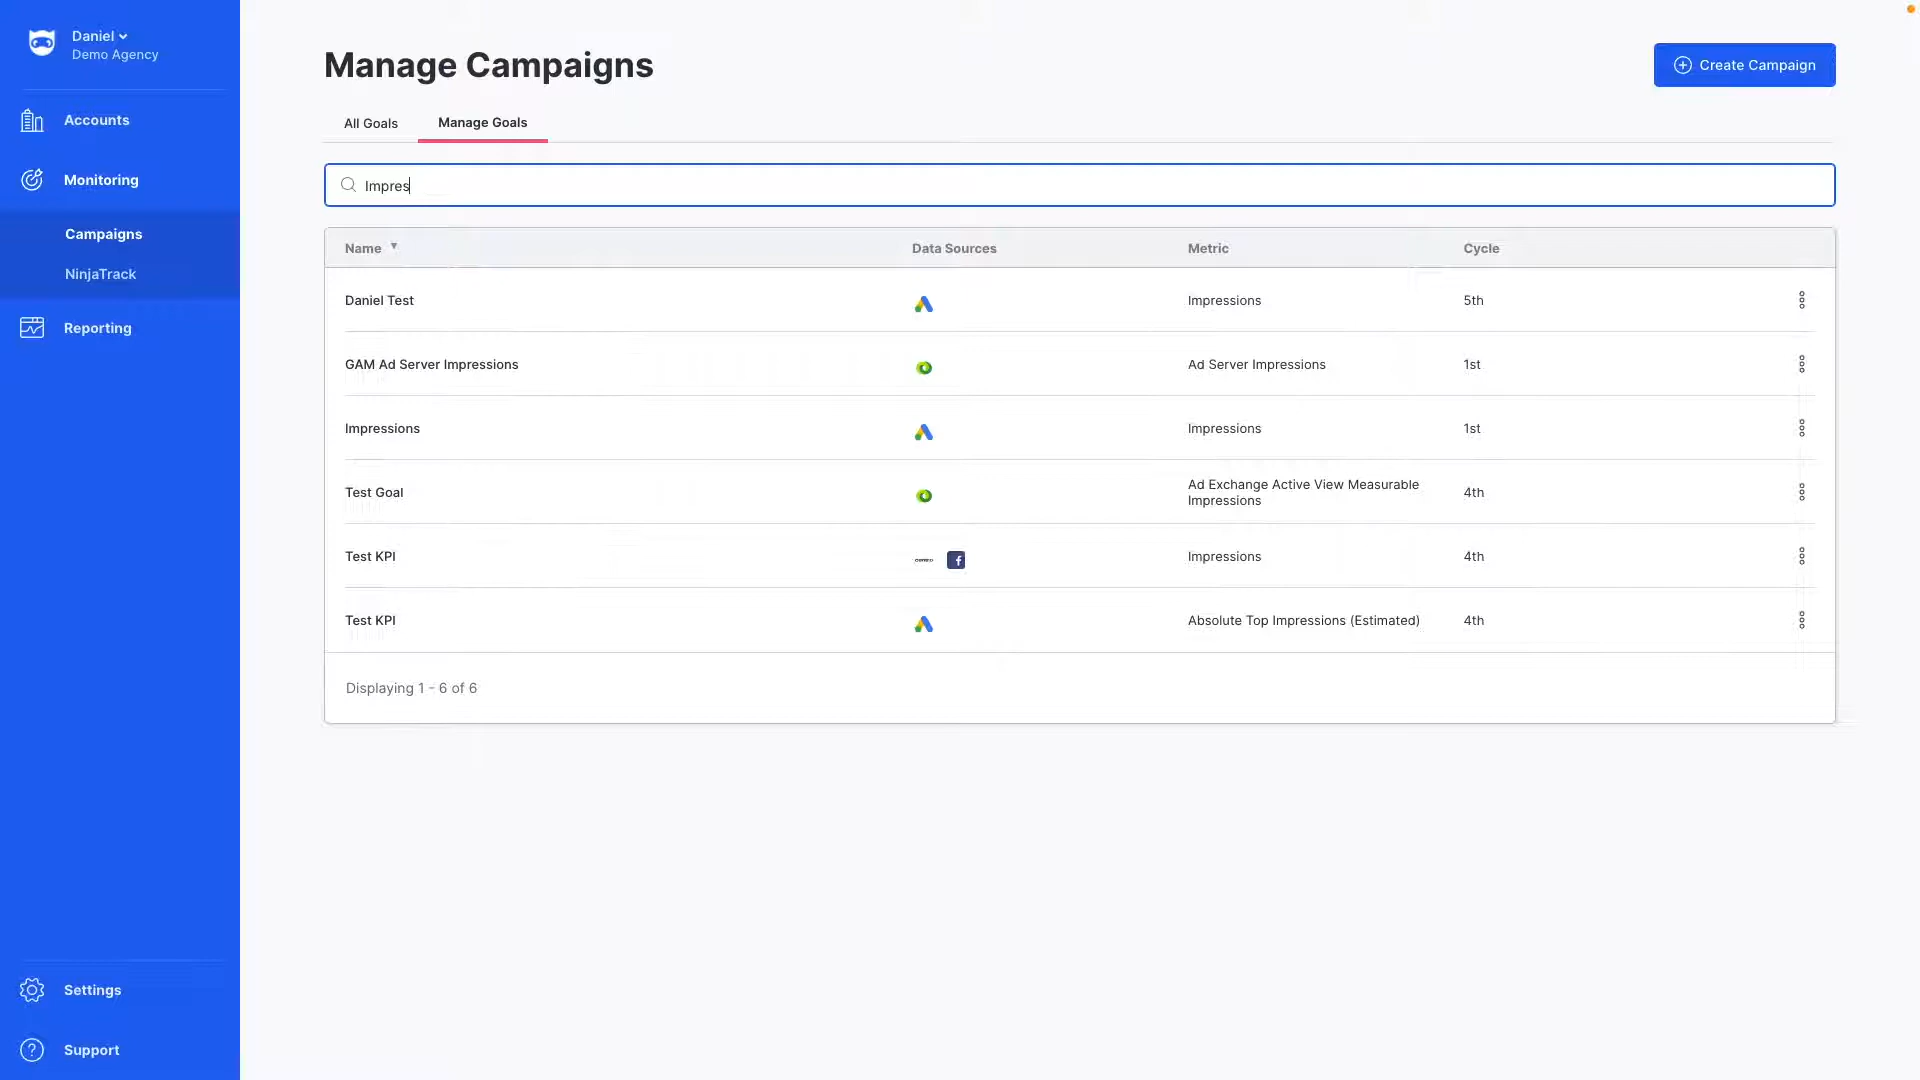 Daniel
Demo Agency
Accounts
Monitoring
Campaigns
NinjaTrack
Reporting
Settings
Support
Manage Campaigns
Create Campaign
All Goals
Manage Goals
Impres
Name
Data Sources
Metric
Cycle
Daniel Test
Impressions
5th
GAM Ad Server Impressions
Ad Server Impressions
1st
Impressions
Impressions
1st
Test Goal
Ad Exchange Active View Measurable
Impressions
4th
Test KPI
Impressions
4th
Test KPI
Absolute Top Impressions (Estimated)
4th
Displaying 1 - 6 of 6